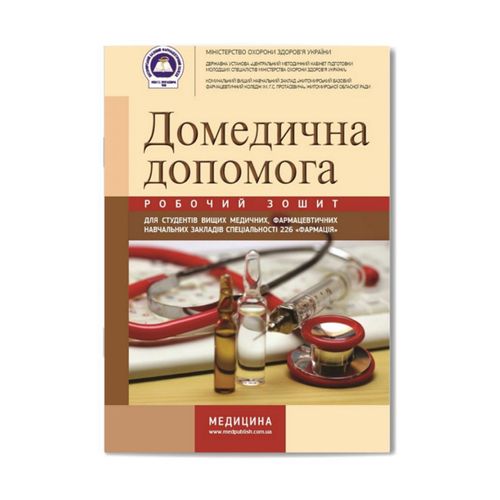 МІНІСТЕРСТВО ОХОРОНИ ЗДОРОВ'Я УКРАЇНИ
ДЕРЖАВНА УСТАНОВА «ЦЕНТРАЛЬНИЙ МЕТОДИЧНИЙ КАБІНЕТ ПІДГОТОВКИ
МОЛОДШИХ СПЕЦІАЛІСТІВ МІНІСТЕРСТВА ОХОРОНИ ЗДОРОВ'Я УКРАЇНИ»
КОМУНАЛЬНИЙ ВИЩИЙ НАВЧАЛЬНИЙ ЗАКЛАД «ЖИТОМИРСЬКИЙ БАЗОВИЙ
ФАРМАЦЕВТИЧНИЙ КОЛЕДЖ ІМ. Г.С. ПРОТАСЕВИЧА» ЖИТОМИРСЬКОЇ ОБЛАСНОЇ РАДИ
Домедична
допомога
РОБОЧИЙ ЗОШИТ
ДЛЯ СТУДЕНТІВ ВИЩИХ МЕДИЧНИХ, ФАРМАЦЕВТИЧНИХ
НАВЧАЛЬНИХ ЗАКЛАДІВ СПЕЦІАЛЬНОСТІ 226 «ФАРМАЦІЯ»
МЕДИЦИНА
www.medpublish.com.ua